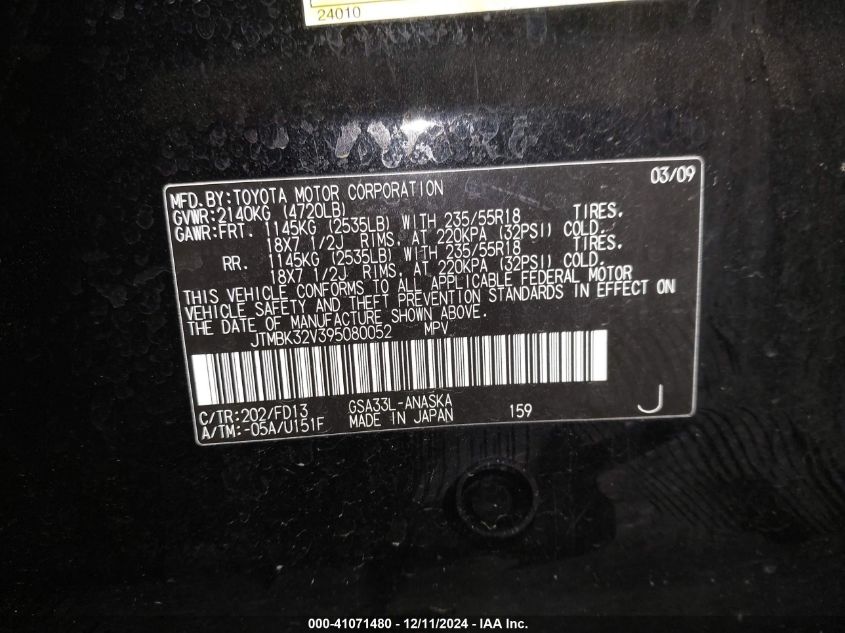 24010
MFD. BY: TOYOTA MOTOR CORPORATION 03/09
GVWR: 2140KG (4720LB)
GAWR: FRT. 1145KG (2535LB) WITH 235/55R18 TIRES.
18X7 1/2J RIMS, AT 220KPA (32PSI) COLD.
RR. 1145KG (2535LB) WITH 235/55R18 TIRES.
18X7 1/2J RIMS, AT 220KPA (32PSI) COLD.
THIS VEHICLE CONFORMS TO ALL APPLICABLE FEDERAL MOTOR
VEHICLE SAFETY AND THEFT PREVENTION STANDARDS IN EFFECT ON
THE DATE OF MANUFACTURE SHOWN ABOVE.
JTMBK32V395080052 MPV
C/TR: 202/FD13 GSA33L-ANASKA
A/TM: -05A/U151F MADE IN JAPAN 159 J
000-41071480 - 12/11/2024 - IAA Inc.